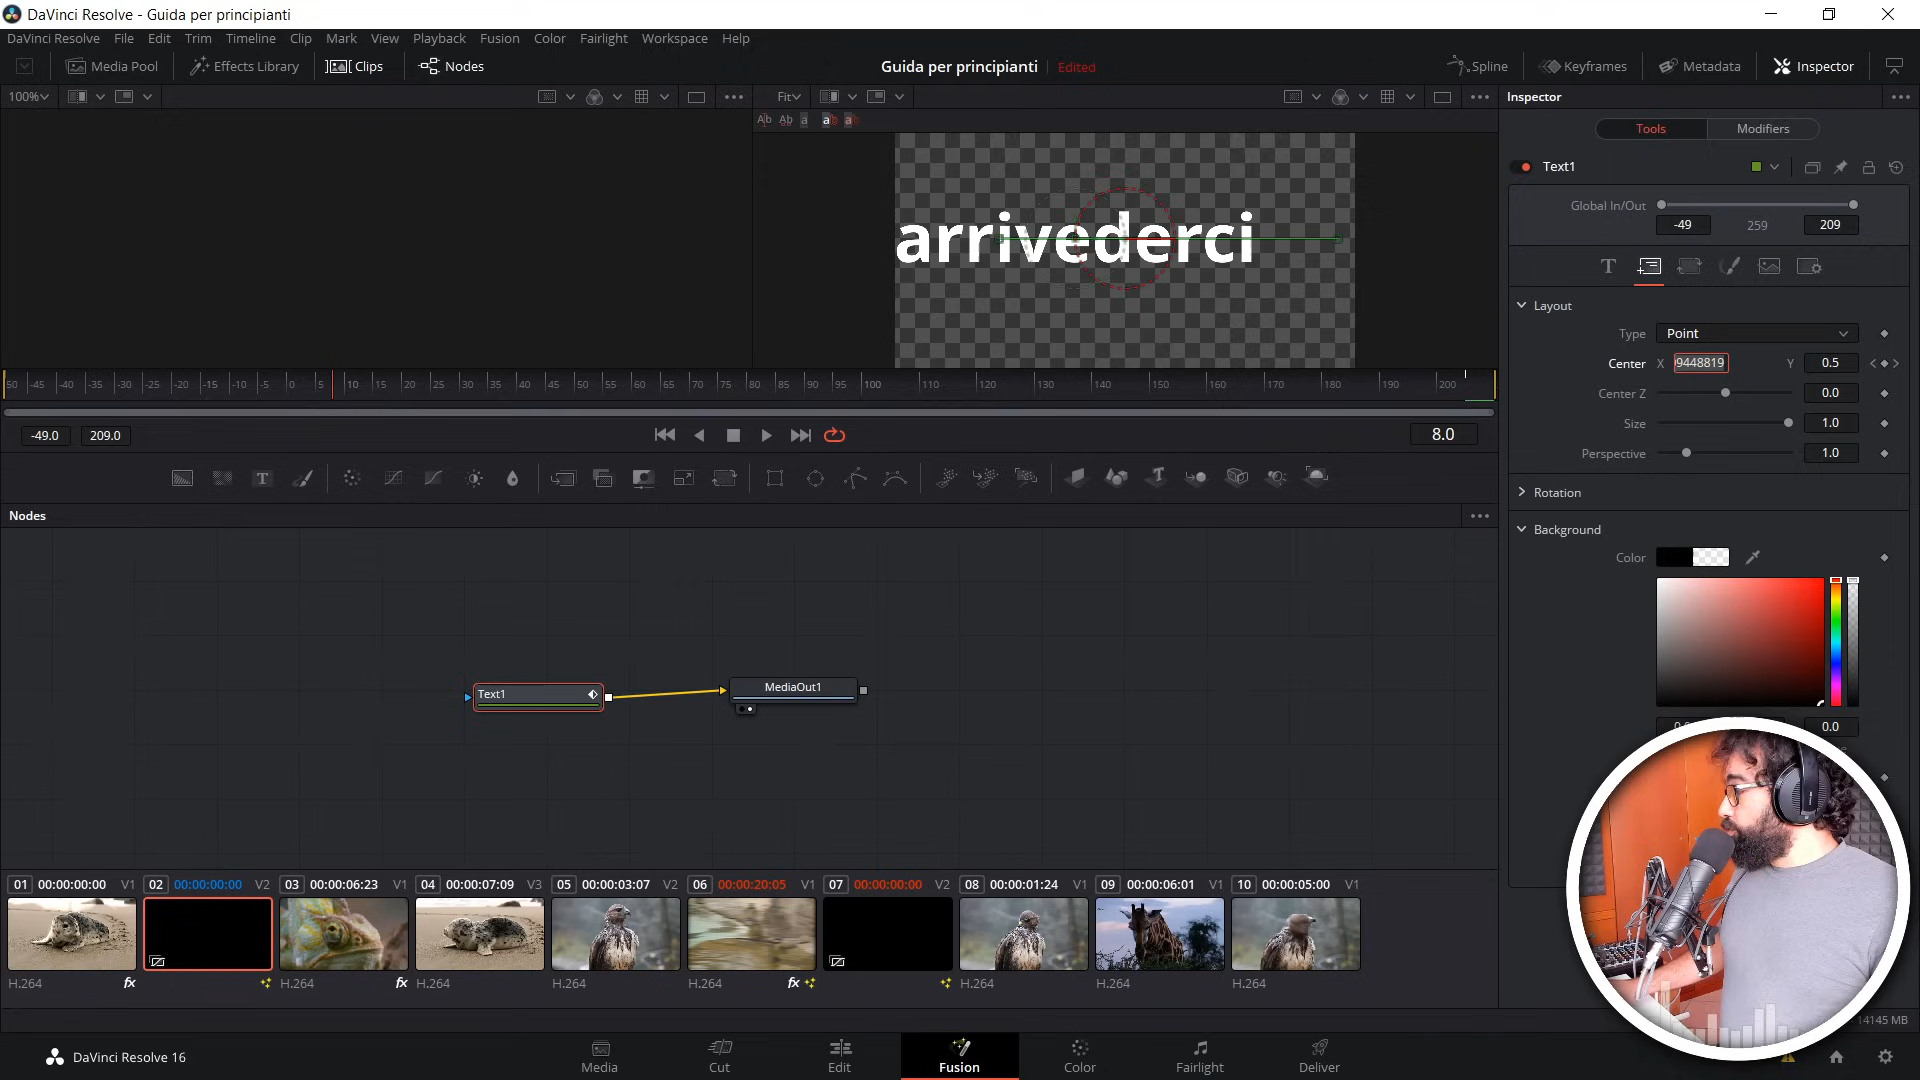 DaVinci Resolve - Guida per principianti
DaVinci Resolve File Edit Trim Timeline Clip Mark View Playback Fusion Color Fairlight Workspace Help
Media Pool Effects Library Clips Nodes Guida per principianti Edited Spline Keyframes Metadata Inspector
100% Fit Inspector
Tools Modifiers
Text1
Global In/Out
-49 259 209
arrivederci
Layout
Type Point
Center X 9448819 Y 0.5
Center Z 0.0
Size 1.0
Perspective 1.0
Rotation
Background
Color
0.0
50 -45 -40 -35 -30 -25 -20 -15 -10 -5 0 5 10 15 20 25 30 35 40 45 50 55 60 65 70 75 80 85 90 95 100 110 120 130 140 150 160 170 180 190 200
-49.0 209.0 8.0
Nodes
Text1 MediaOut1
01 00:00:00:00 V1 02 00:00:00:00 V2 03 00:00:06:23 V1 04 00:00:07:09 V3 05 00:00:03:07 V2 06 00:00:20:05 V1 07 00:00:00:00 V2 08 00:00:01:24 V1 09 00:00:06:01 V1 10 00:00:05:00 V1
H.264 fx H.264 fx H.264 H.264 H.264 fx H.264 H.264 H.264
14145 MB
DaVinci Resolve 16
Media Cut Edit Fusion Color Fairlight Deliver